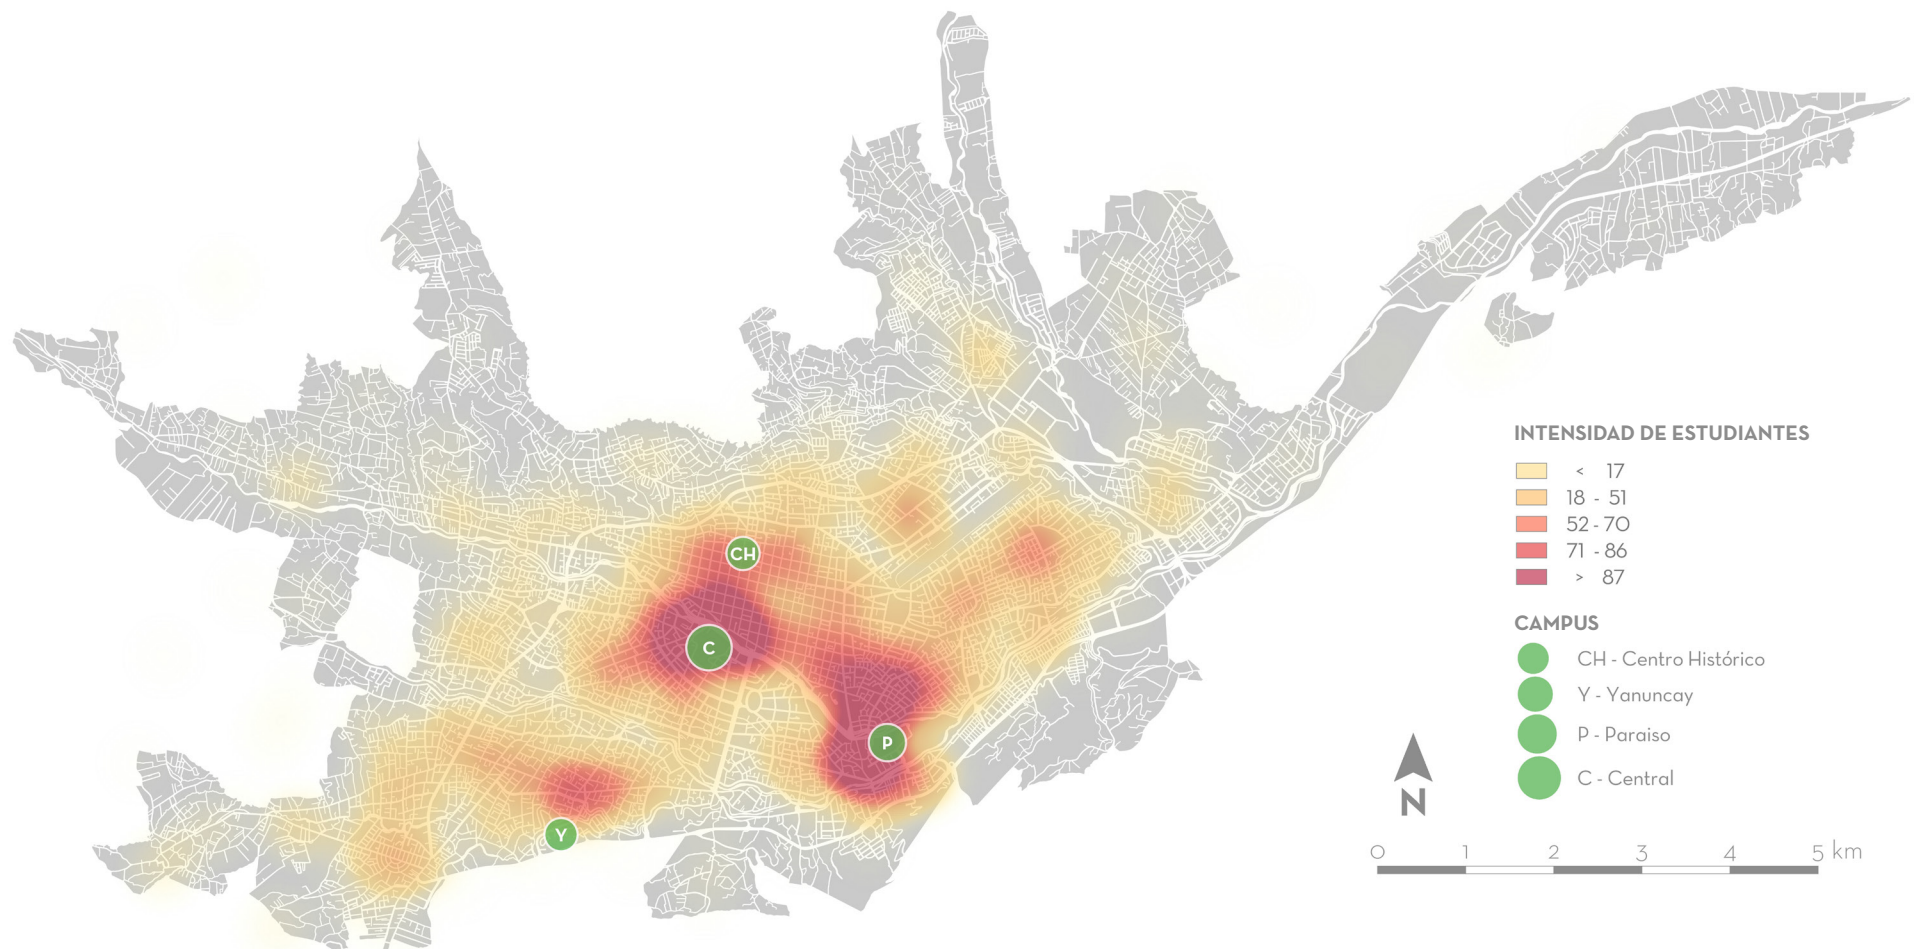 CH
C
P
Y
INTENSIDAD DE ESTUDIANTES
< 17
18 - 51
52 - 70
71 - 86
> 87
CAMPUS
CH - Centro Histórico
Y - Yanuncay
P - Paraiso
C - Central
N
0 1 2 3 4 5 km